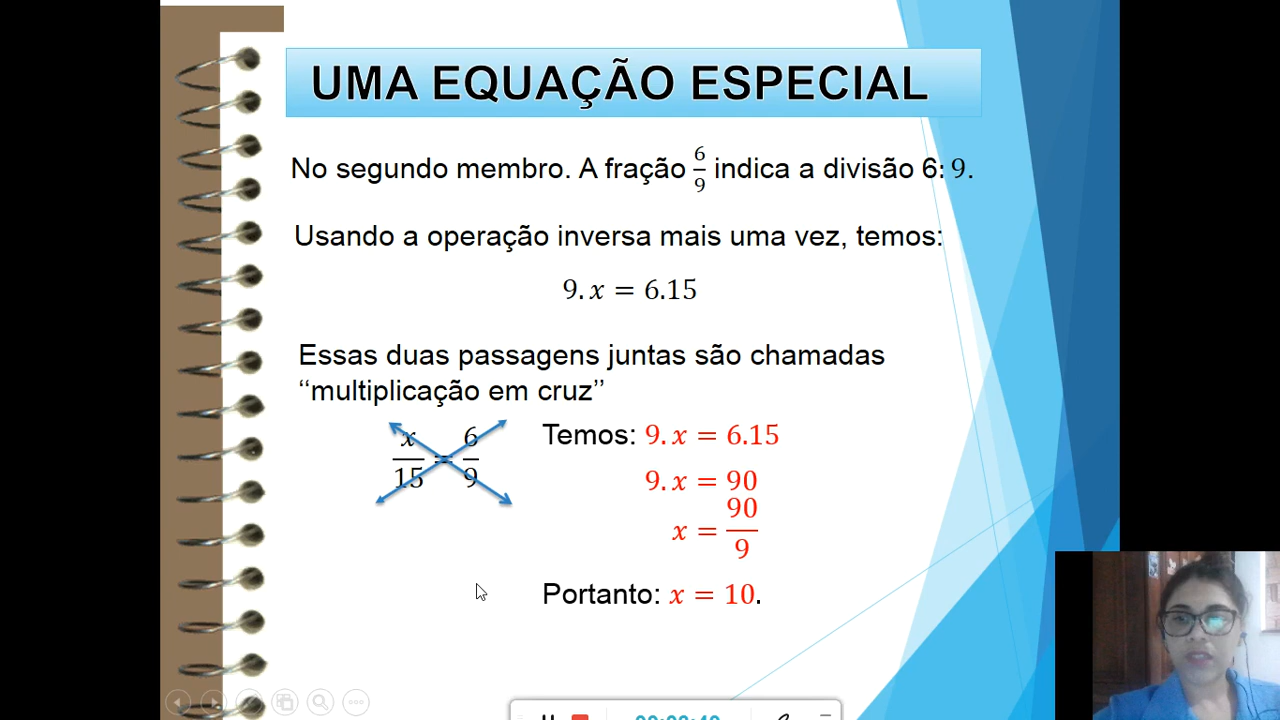 UMA EQUAÇÃO ESPECIAL
No segundo membro. A fração 6/9 indica a divisão 6: 9.
Usando a operação inversa mais uma vez, temos:
9. x = 6.15
Essas duas passagens juntas são chamadas
‘‘multiplicação em cruz’’
x/15 = 6/9
Temos: 9. x = 6.15
9. x = 90
x = 90/9
Portanto: x = 10.